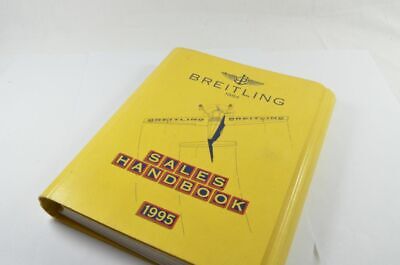 BREITLING
1884
BREITLING BREITLING
SALES
HANDBOOK
1995